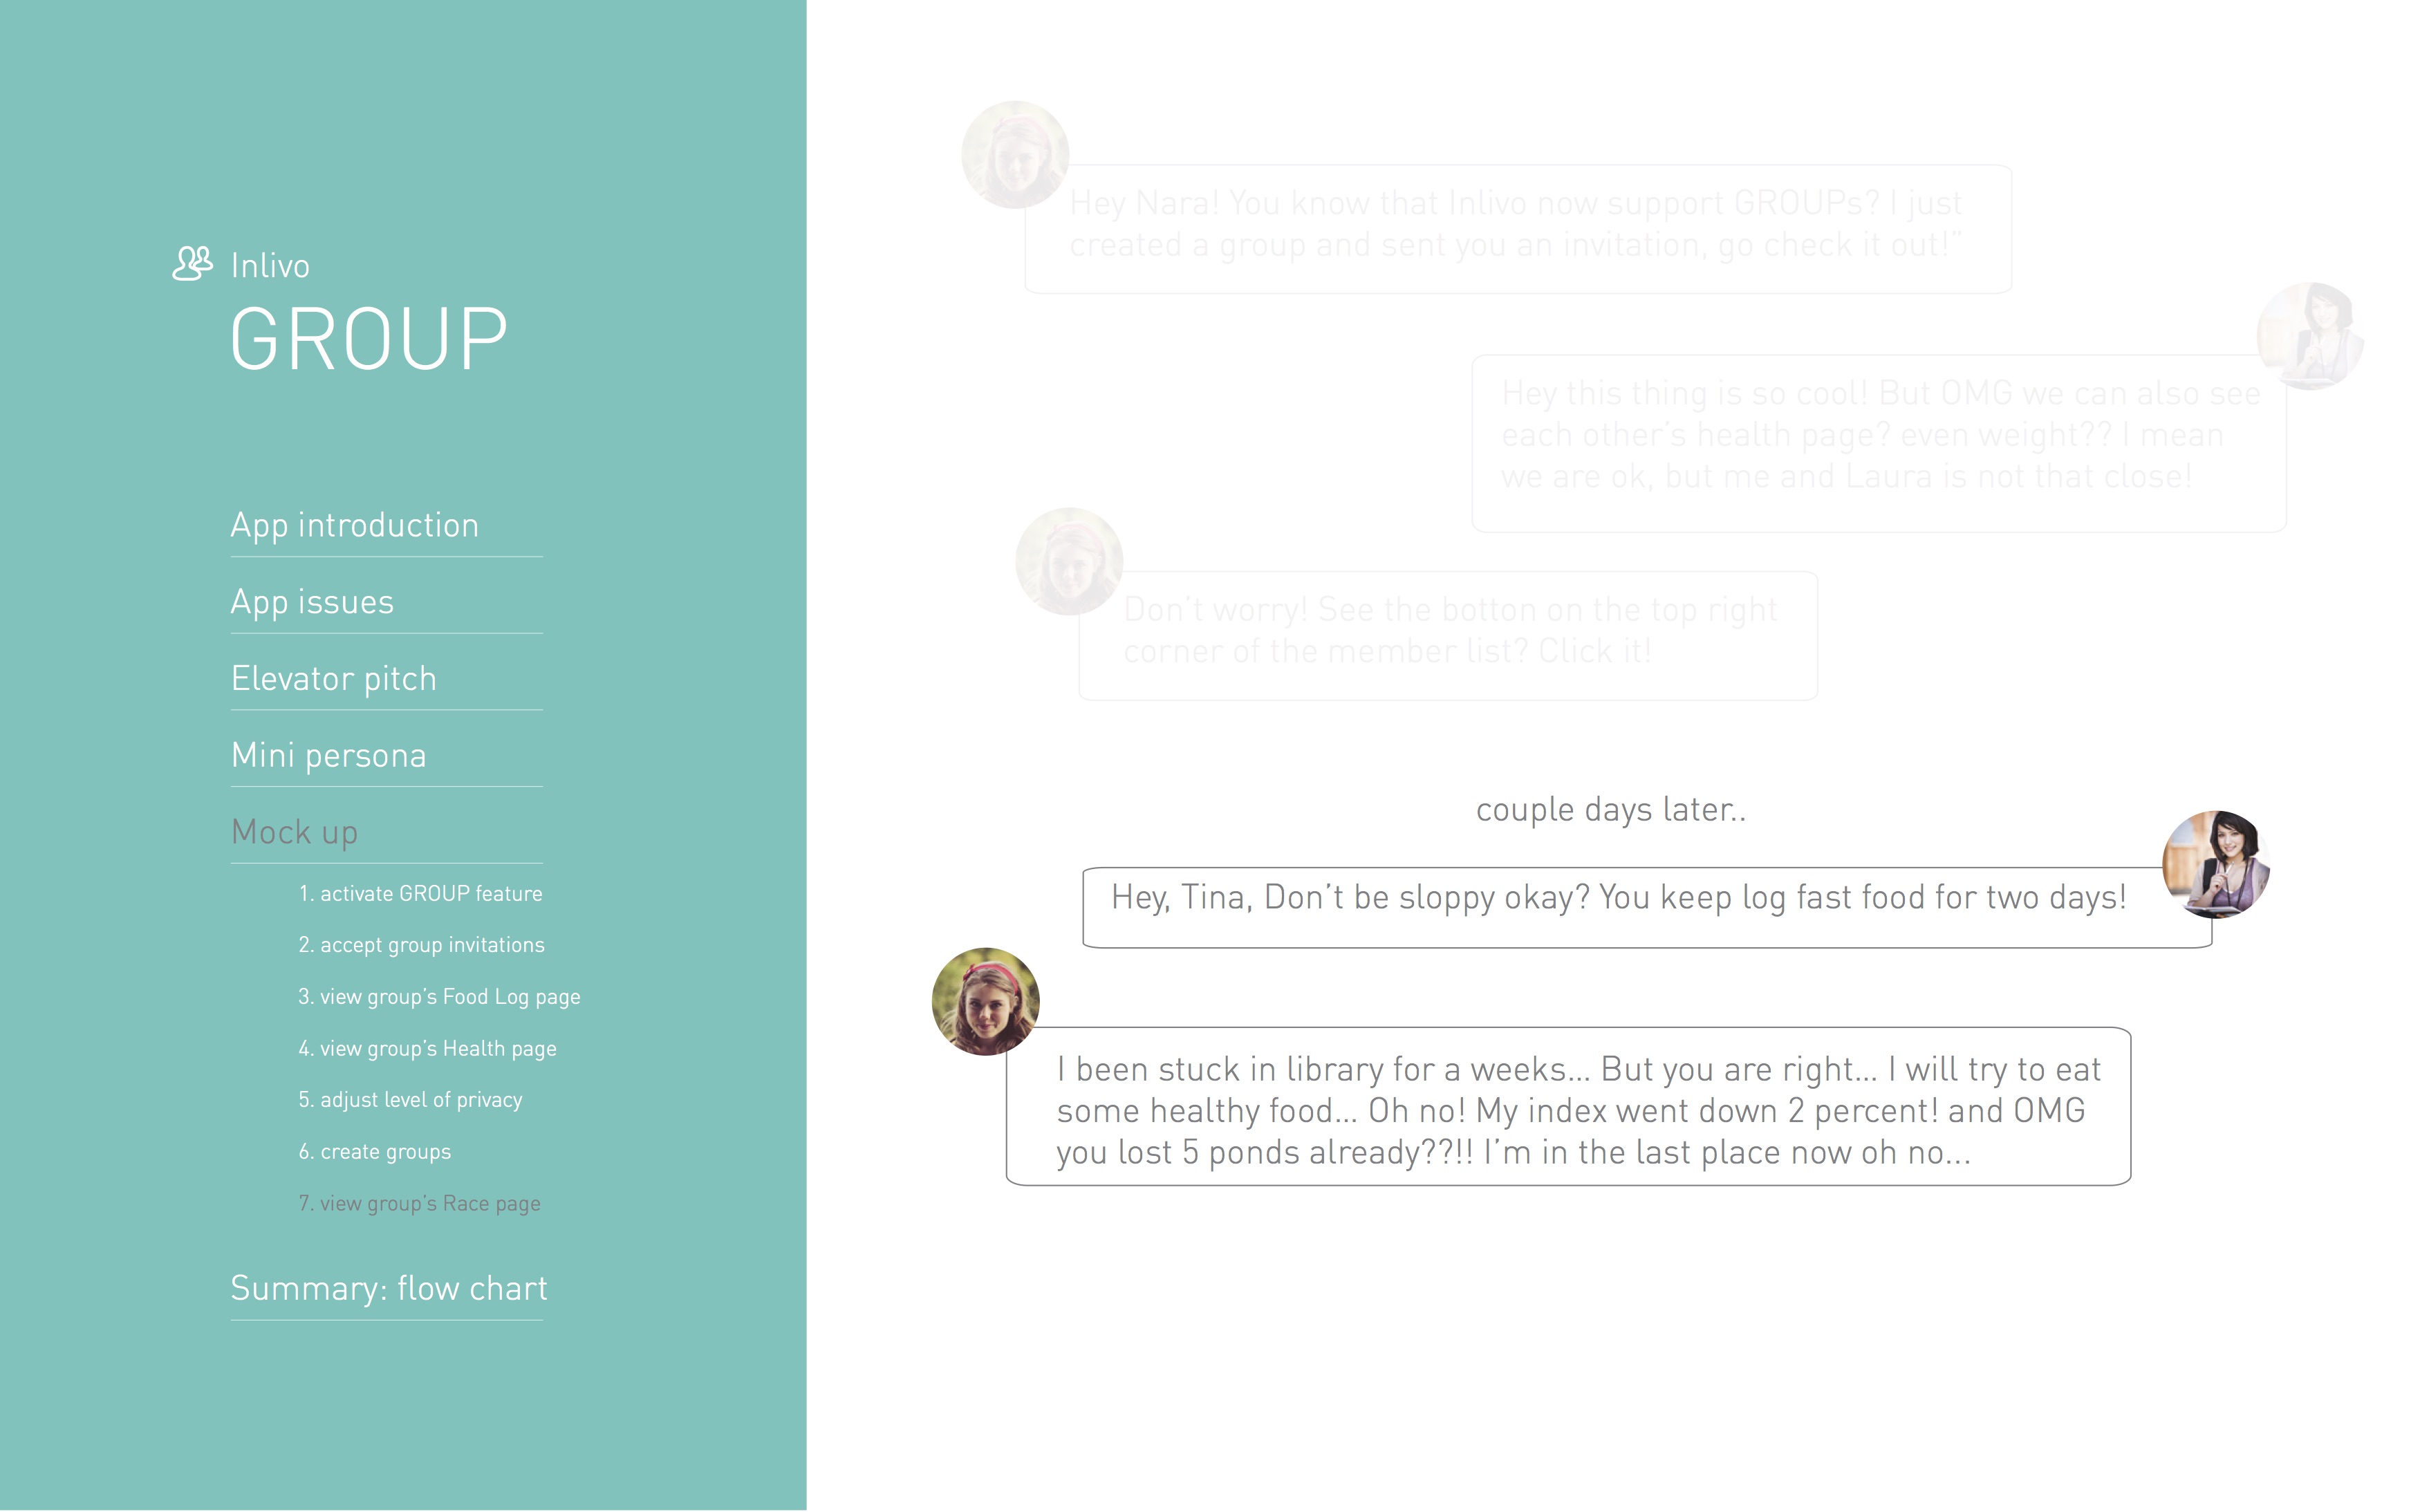 Inlivo
GROUP
App introduction
App issues
Elevator pitch
Mini persona
Mock up
1. activate GROUP feature
2. accept group invitations
3. view group's Food Log page
4. view group's Health page
5. adjust level of privacy
6. create groups
7. view group's Race page
Summary: flow chart
Hey Nara! You know that Inlivo now support GROUPs? I just
created a group and sent you an invitation, go check it out!”
Hey this thing is so cool! But OMG we can also see
each other’s health page? even weight?? I mean
we are ok, but me and Laura is not that close!
Don’t worry! See the botton on the top right
corner of the member list? Click it!
couple days later..
Hey, Tina, Don’t be sloppy okay? You keep log fast food for two days!
I been stuck in library for a weeks... But you are right... I will try to eat
some healthy food... Oh no! My index went down 2 percent! and OMG
you lost 5 ponds already??!! I’m in the last place now oh no...